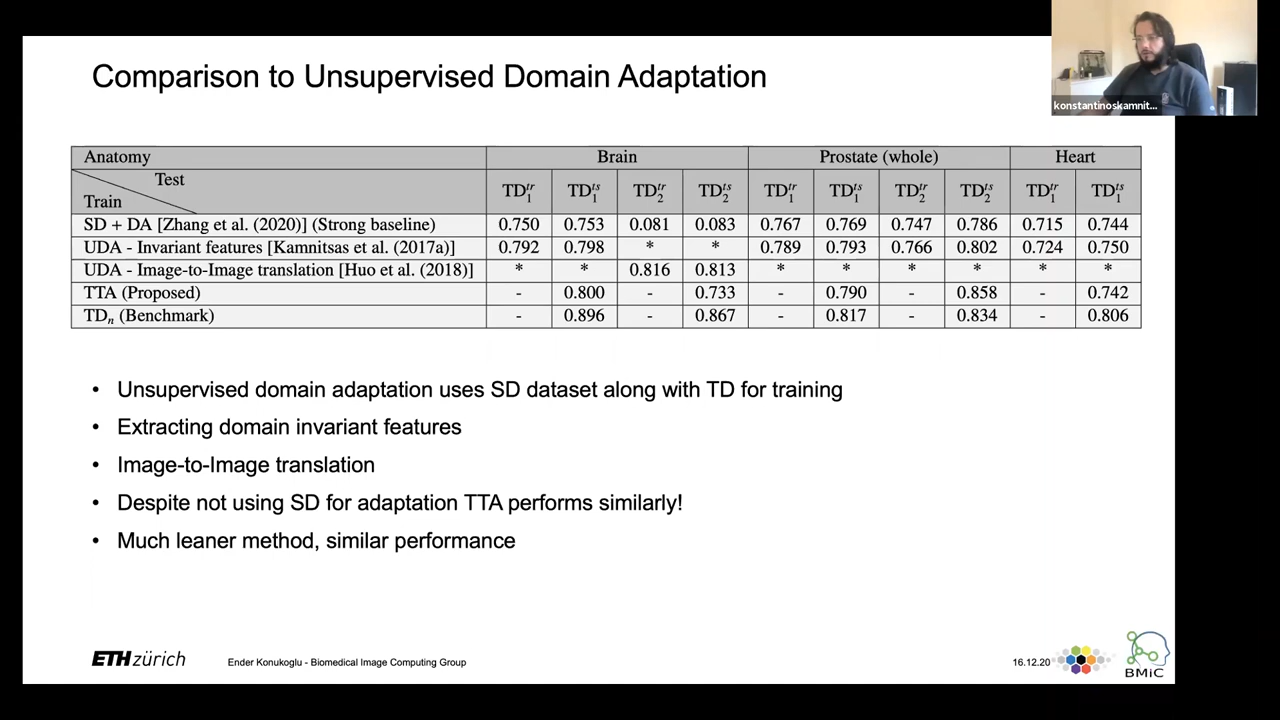 Comparison to Unsupervised Domain Adaptation
konstantinoskamnit...
Anatomy Brain Prostate (whole) Heart
Test
Train
TD₁ᵗʳ TD₁ᵗˢ TD₂ᵗʳ TD₂ᵗˢ TD₁ᵗʳ TD₁ᵗˢ TD₂ᵗʳ TD₂ᵗˢ TD₁ᵗʳ TD₁ᵗˢ
SD + DA [Zhang et al. (2020)] (Strong baseline) 0.750 0.753 0.081 0.083 0.767 0.769 0.747 0.786 0.715 0.744
UDA - Invariant features [Kamnitsas et al. (2017a)] 0.792 0.798 * * 0.789 0.793 0.766 0.802 0.724 0.750
UDA - Image-to-Image translation [Huo et al. (2018)] * * 0.816 0.813 * * * * * *
TTA (Proposed) - 0.800 - 0.733 - 0.790 - 0.858 - 0.742
TDₙ (Benchmark) - 0.896 - 0.867 - 0.817 - 0.834 - 0.806
• Unsupervised domain adaptation uses SD dataset along with TD for training
• Extracting domain invariant features
• Image-to-Image translation
• Despite not using SD for adaptation TTA performs similarly!
• Much leaner method, similar performance
ETH zürich
Ender Konukoglu - Biomedical Image Computing Group
16.12.20
BMiC